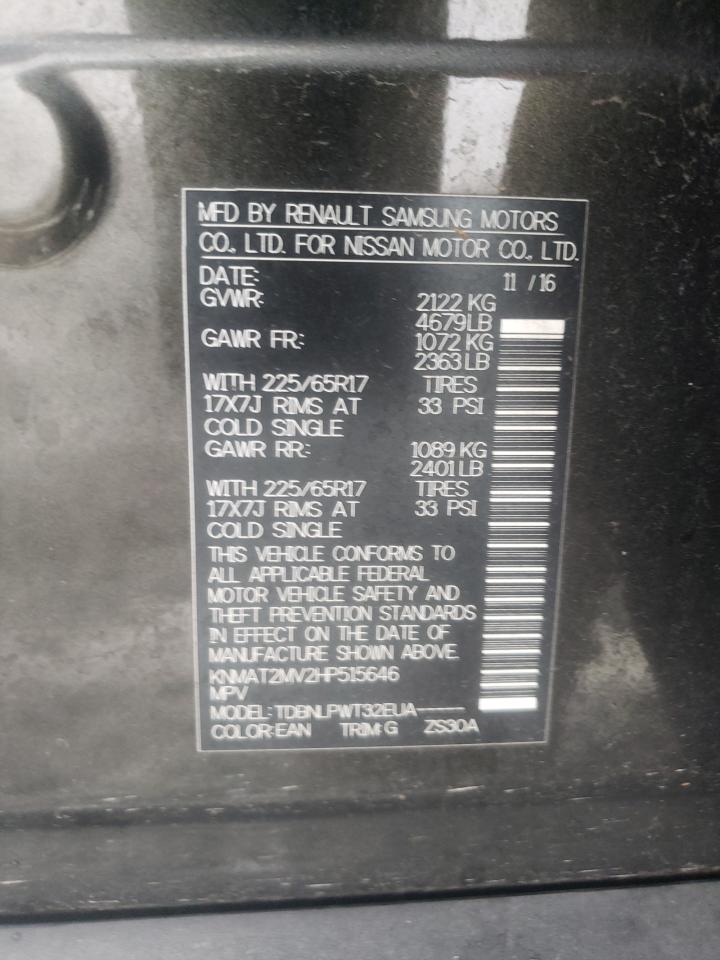 MFD BY RENAULT SAMSUNG MOTORS
CO., LTD. FOR NISSAN MOTOR CO., LTD.
DATE: 11 / 16
GVWR: 2122 KG
4679 LB
GAWR FR: 1072 KG
2363 LB
WITH 225/65R17 TIRES
17X7J RIMS AT 33 PSI
COLD SINGLE
GAWR RR: 1089 KG
2401 LB
WITH 225/65R17 TIRES
17X7J RIMS AT 33 PSI
COLD SINGLE
THIS VEHICLE CONFORMS TO
ALL APPLICABLE FEDERAL
MOTOR VEHICLE SAFETY AND
THEFT PREVENTION STANDARDS
IN EFFECT ON THE DATE OF
MANUFACTURE SHOWN ABOVE.
KNMAT2MV2HP515646
MPV
MODEL: TDBNLPWT32EUA-----
COLOR:EAN TRIM:G ZS30A